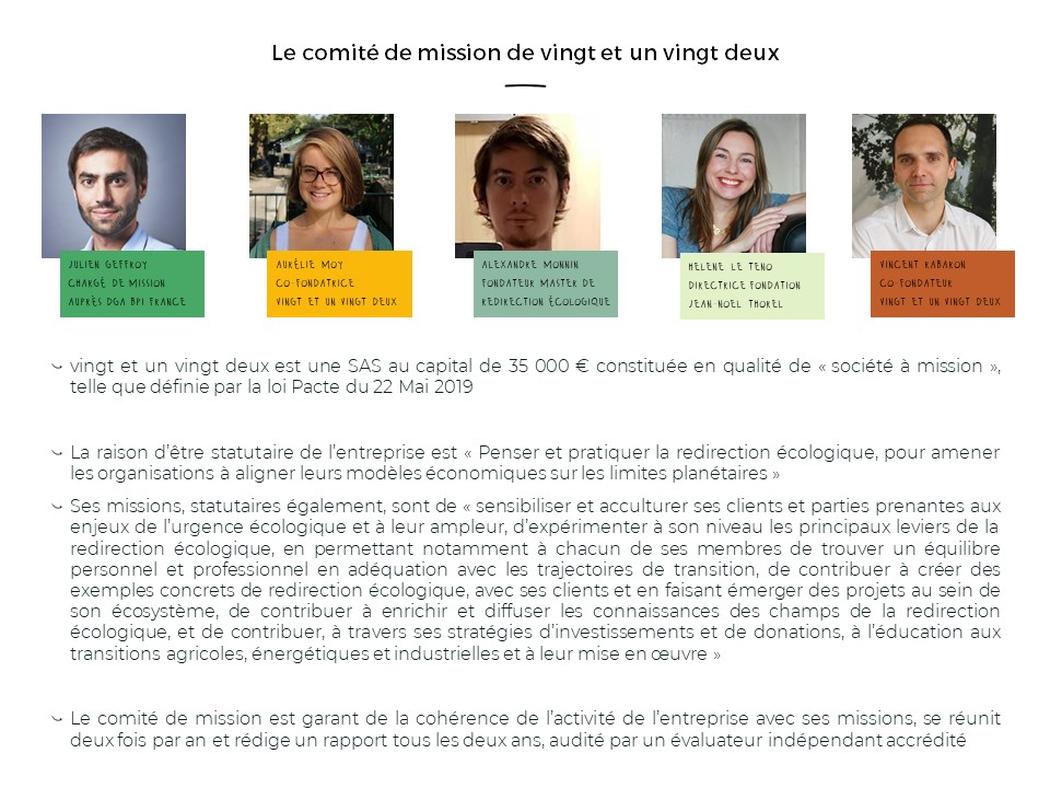 Le comité de mission de vingt et un vingt deux
JULIEN GEFFROY
CHARGÉ DE MISSION
AUPRÈS DGA BPI FRANCE
AURÉLIE MOY
CO-FONDATRICE
VINGT ET UN VINGT DEUX
ALEXANDRE MONNIN
FONDATEUR MASTER DE
REDIRECTION ÉCOLOGIQUE
HELENE LE TENO
DIRECTRICE FONDATION
JEAN-NOEL THOREL
VINCENT RABARON
CO-FONDATEUR
VINGT ET UN VINGT DEUX
vingt et un vingt deux est une SAS au capital de 35 000 € constituée en qualité de « société à mission »,
telle que définie par la loi Pacte du 22 Mai 2019
La raison d’être statutaire de l’entreprise est « Penser et pratiquer la redirection écologique, pour amener
les organisations à aligner leurs modèles économiques sur les limites planétaires »
Ses missions, statutaires également, sont de « sensibiliser et acculturer ses clients et parties prenantes aux
enjeux de l’urgence écologique et à leur ampleur, d’expérimenter à son niveau les principaux leviers de la
redirection écologique, en permettant notamment à chacun de ses membres de trouver un équilibre
personnel et professionnel en adéquation avec les trajectoires de transition, de contribuer à créer des
exemples concrets de redirection écologique, avec ses clients et en faisant émerger des projets au sein de
son écosystème, de contribuer à enrichir et diffuser les connaissances des champs de la redirection
écologique, et de contribuer, à travers ses stratégies d’investissements et de donations, à l’éducation aux
transitions agricoles, énergétiques et industrielles et à leur mise en œuvre »
Le comité de mission est garant de la cohérence de l’activité de l’entreprise avec ses missions, se réunit
deux fois par an et rédige un rapport tous les deux ans, audité par un évaluateur indépendant accrédité